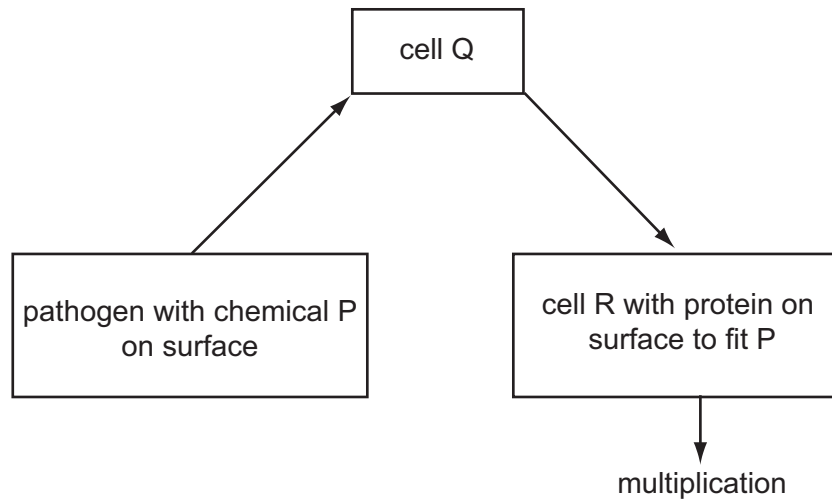 cell Q
pathogen with chemical P
on surface
cell R with protein on
surface to fit P
multiplication